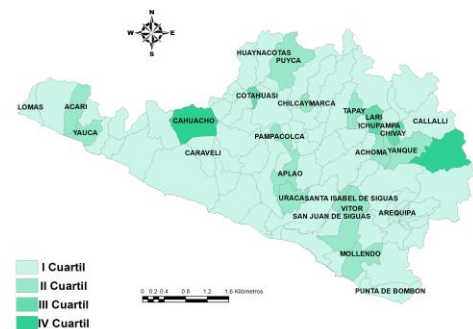 N
W E
S
HUAYNACOTAS
PUYCA
COTAHUASI
CHILCAYMARCA
TAPAY
LARI
ICHUPAMPA
CHIVAY
CALLALLI
LOMAS
ACARI
YAUCA
CAHUACHO
CARAVELI
PAMPACOLCA
ACHOMA
YANQUE
APLAO
URACA
SANTA ISABEL DE SIGUAS
VITOR
SAN JUAN DE SIGUAS
AREQUIPA
MOLLENDO
PUNTA DE BOMBON
I Cuartil
II Cuartil
III Cuartil
IV Cuartil
0 0.2 0.4 0.8 1.2 1.6 Kilómetros